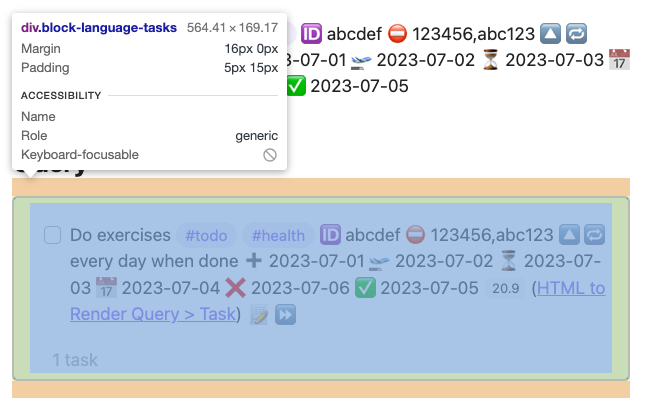 div.block-language-tasks 564.41×169.17
Margin 16px 0px
Padding 5px 15px
ACCESSIBILITY
Name
Role generic
Keyboard-focusable
🆔 abcdef ⛔ 123456,abc123 🔼 🔁
-07-01 🛫 2023-07-02 ⏳ 2023-07-03 📅
✅ 2023-07-05
Query
Do exercises #todo #health 🆔 abcdef ⛔ 123456,abc123 🔼 🔁
every day when done ➕ 2023-07-01 🛫 2023-07-02 ⏳ 2023-07-
03 📅 2023-07-04 ❌ 2023-07-06 ✅ 2023-07-05 20.9 (HTML to
Render Query > Task) 📝 ⏩
1 task